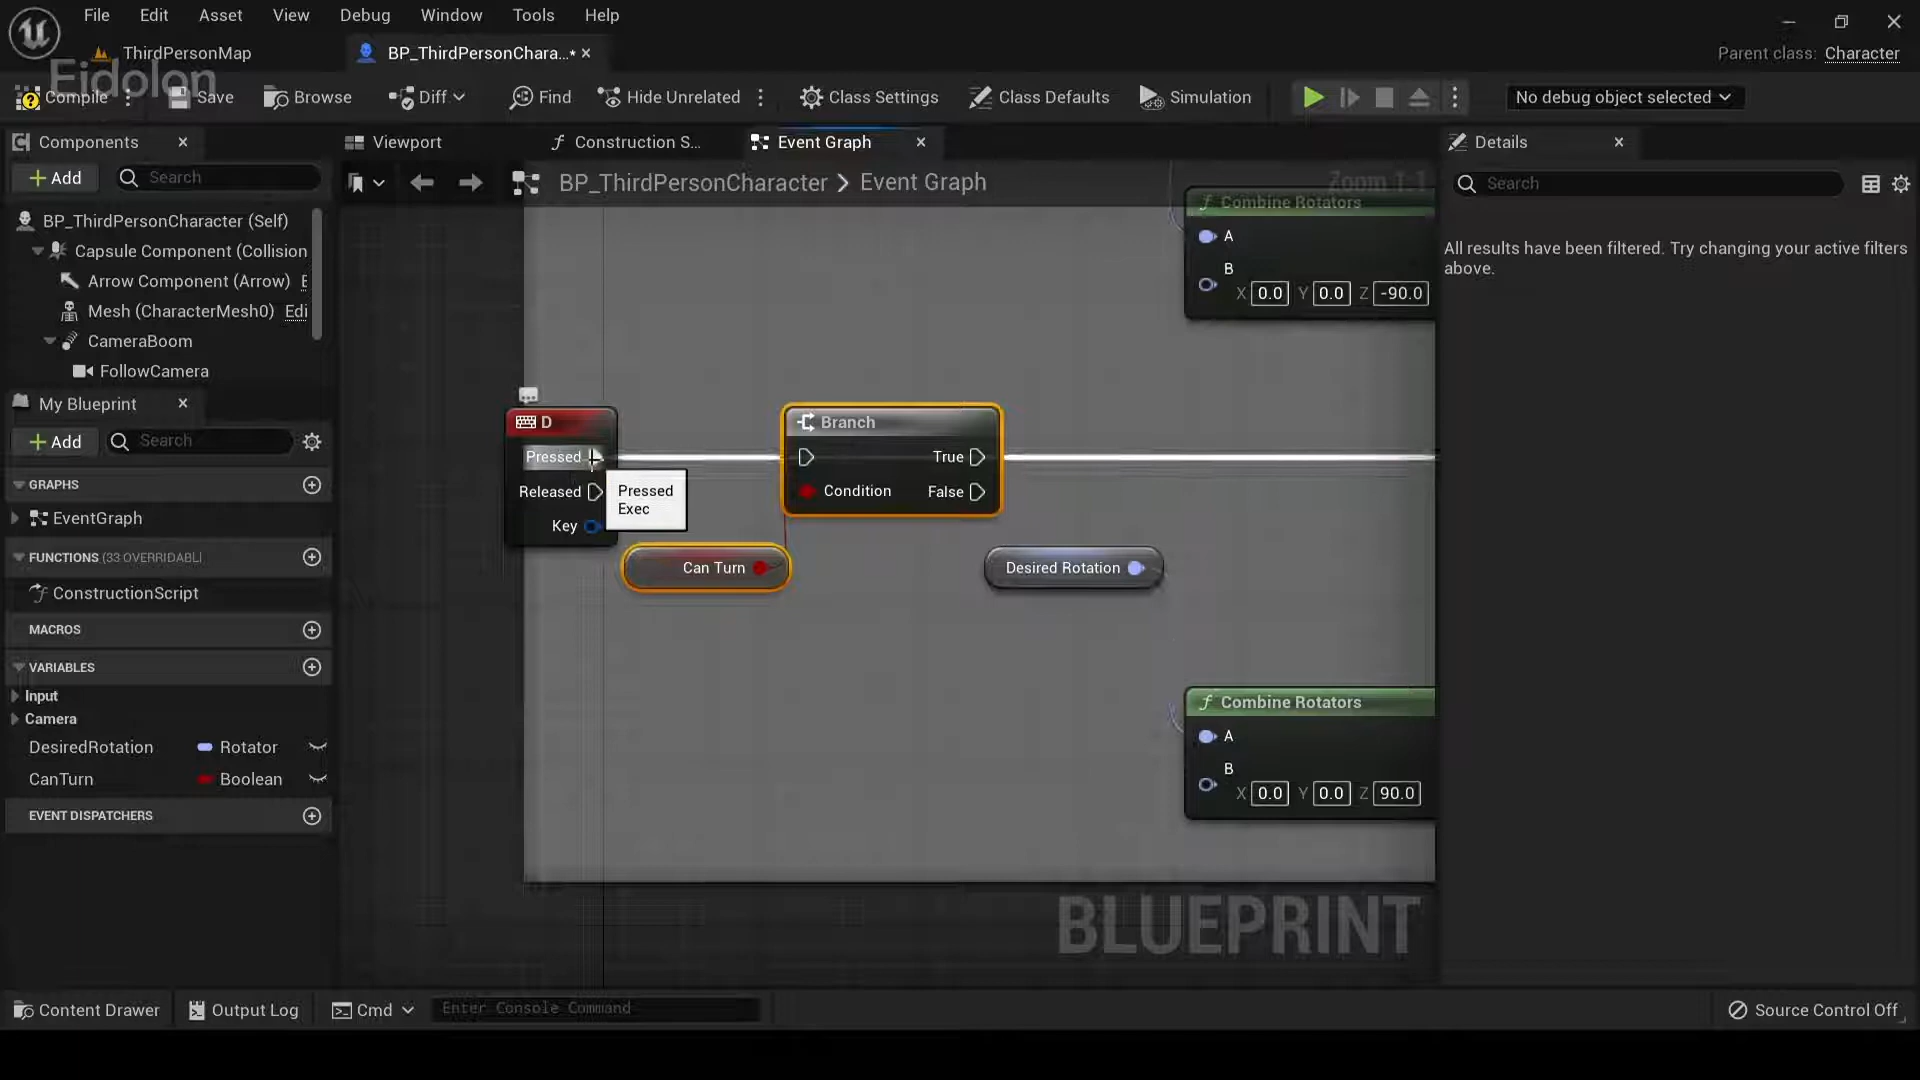 File Edit Asset View Debug Window Tools Help
ThirdPersonMap
BP_ThirdPersonChara...*
Parent class: Character
Eidolon
Compile
Save
Browse
Diff
Find
Hide Unrelated
Class Settings
Class Defaults
Simulation
No debug object selected
Components
Viewport
Construction S...
Event Graph
Details
Add
Search
BP_ThirdPersonCharacter > Event Graph
Zoom 1:1
Search
BP_ThirdPersonCharacter (Self)
Capsule Component (Collision
Arrow Component (Arrow) E
Mesh (CharacterMesh0) Edi
CameraBoom
FollowCamera
All results have been filtered. Try changing your active filters
above.
My Blueprint
Add
Search
GRAPHS
EventGraph
FUNCTIONS (33 OVERRIDABL
ConstructionScript
MACROS
VARIABLES
Input
Camera
DesiredRotation Rotator
CanTurn Boolean
EVENT DISPATCHERS
Combine Rotators
A
B
X 0.0 Y 0.0 Z -90.0
D
Pressed
Released
Key
Pressed
Exec
Branch
True
Condition False
Can Turn
Desired Rotation
Combine Rotators
A
B
X 0.0 Y 0.0 Z 90.0
BLUEPRINT
Content Drawer
Output Log
Cmd
Enter Console Command
Source Control Off